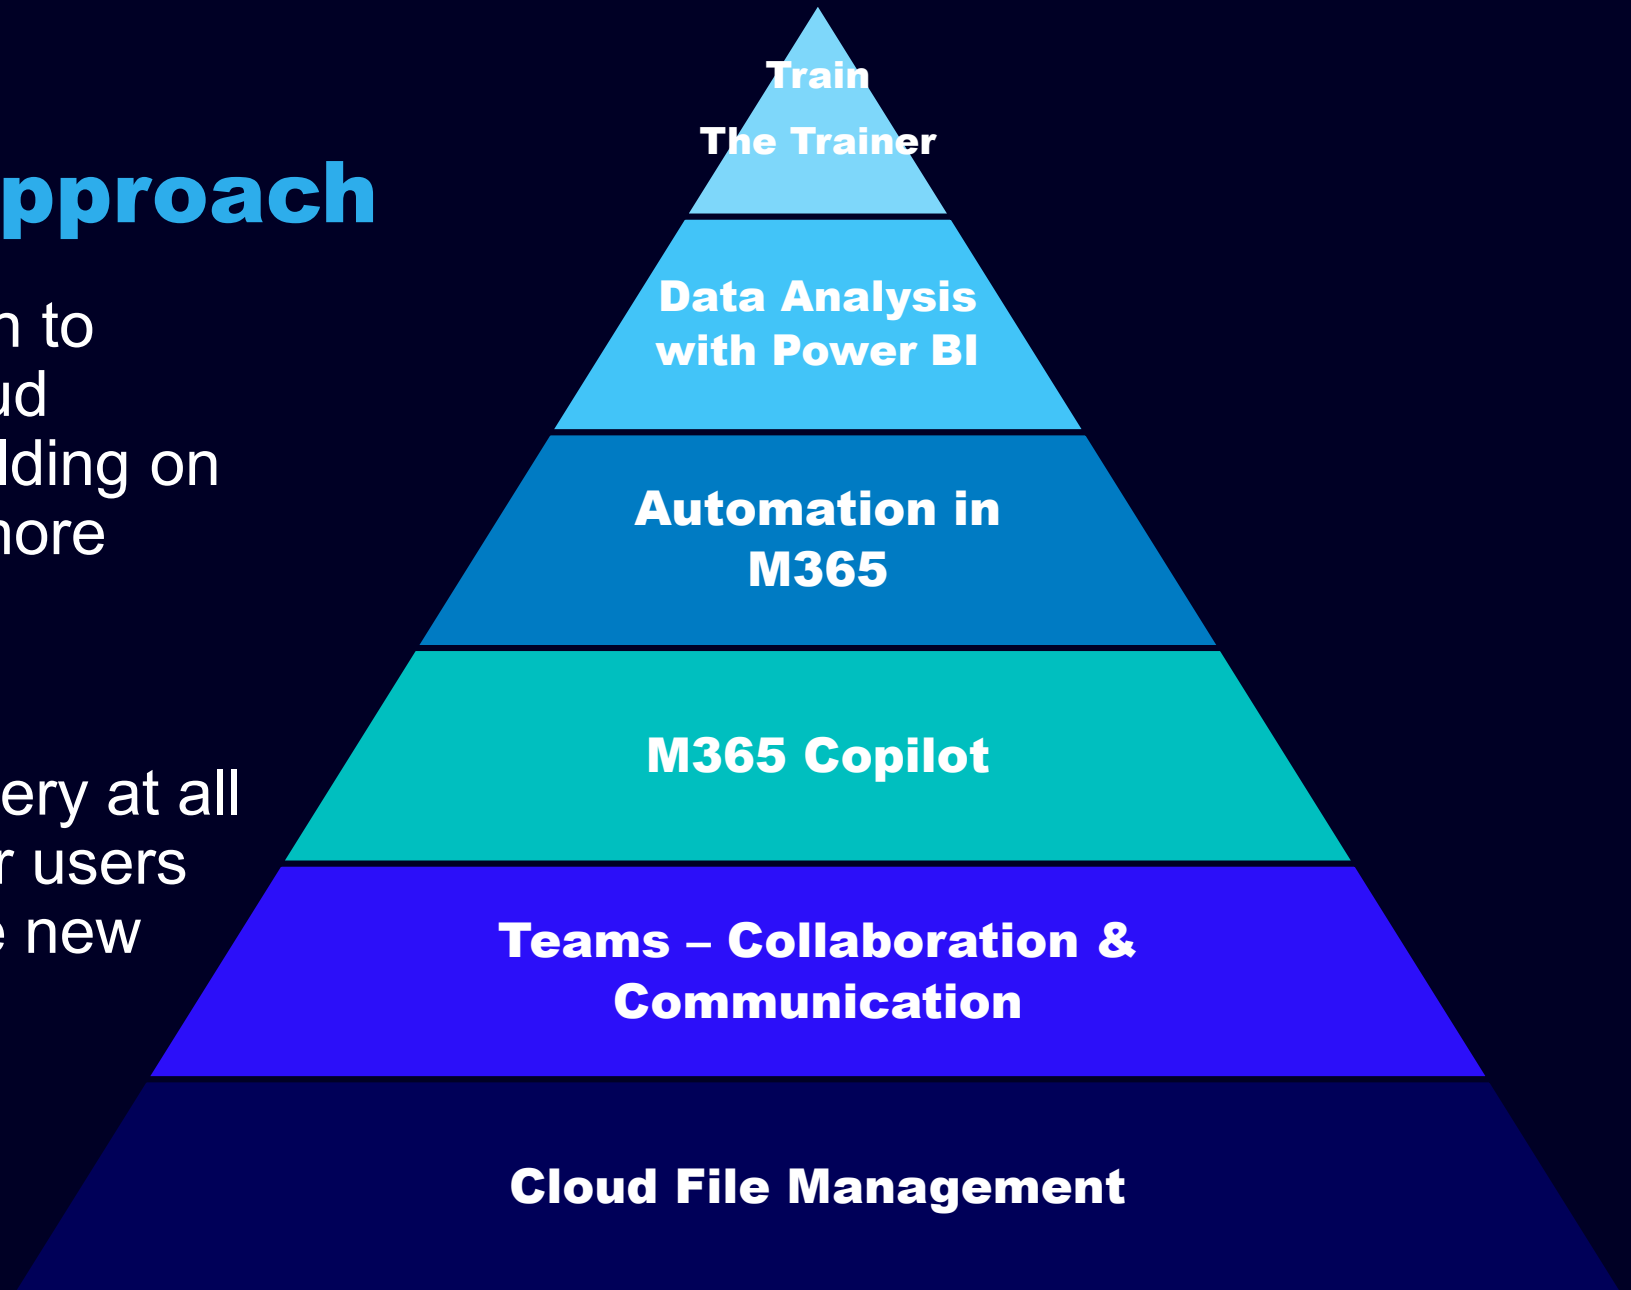 pproach
n to
ud
lding on
nore
ery at all
r users
e new
Train
The Trainer
Data Analysis
with Power BI
Automation in
M365
M365 Copilot
Teams – Collaboration &
Communication
Cloud File Management